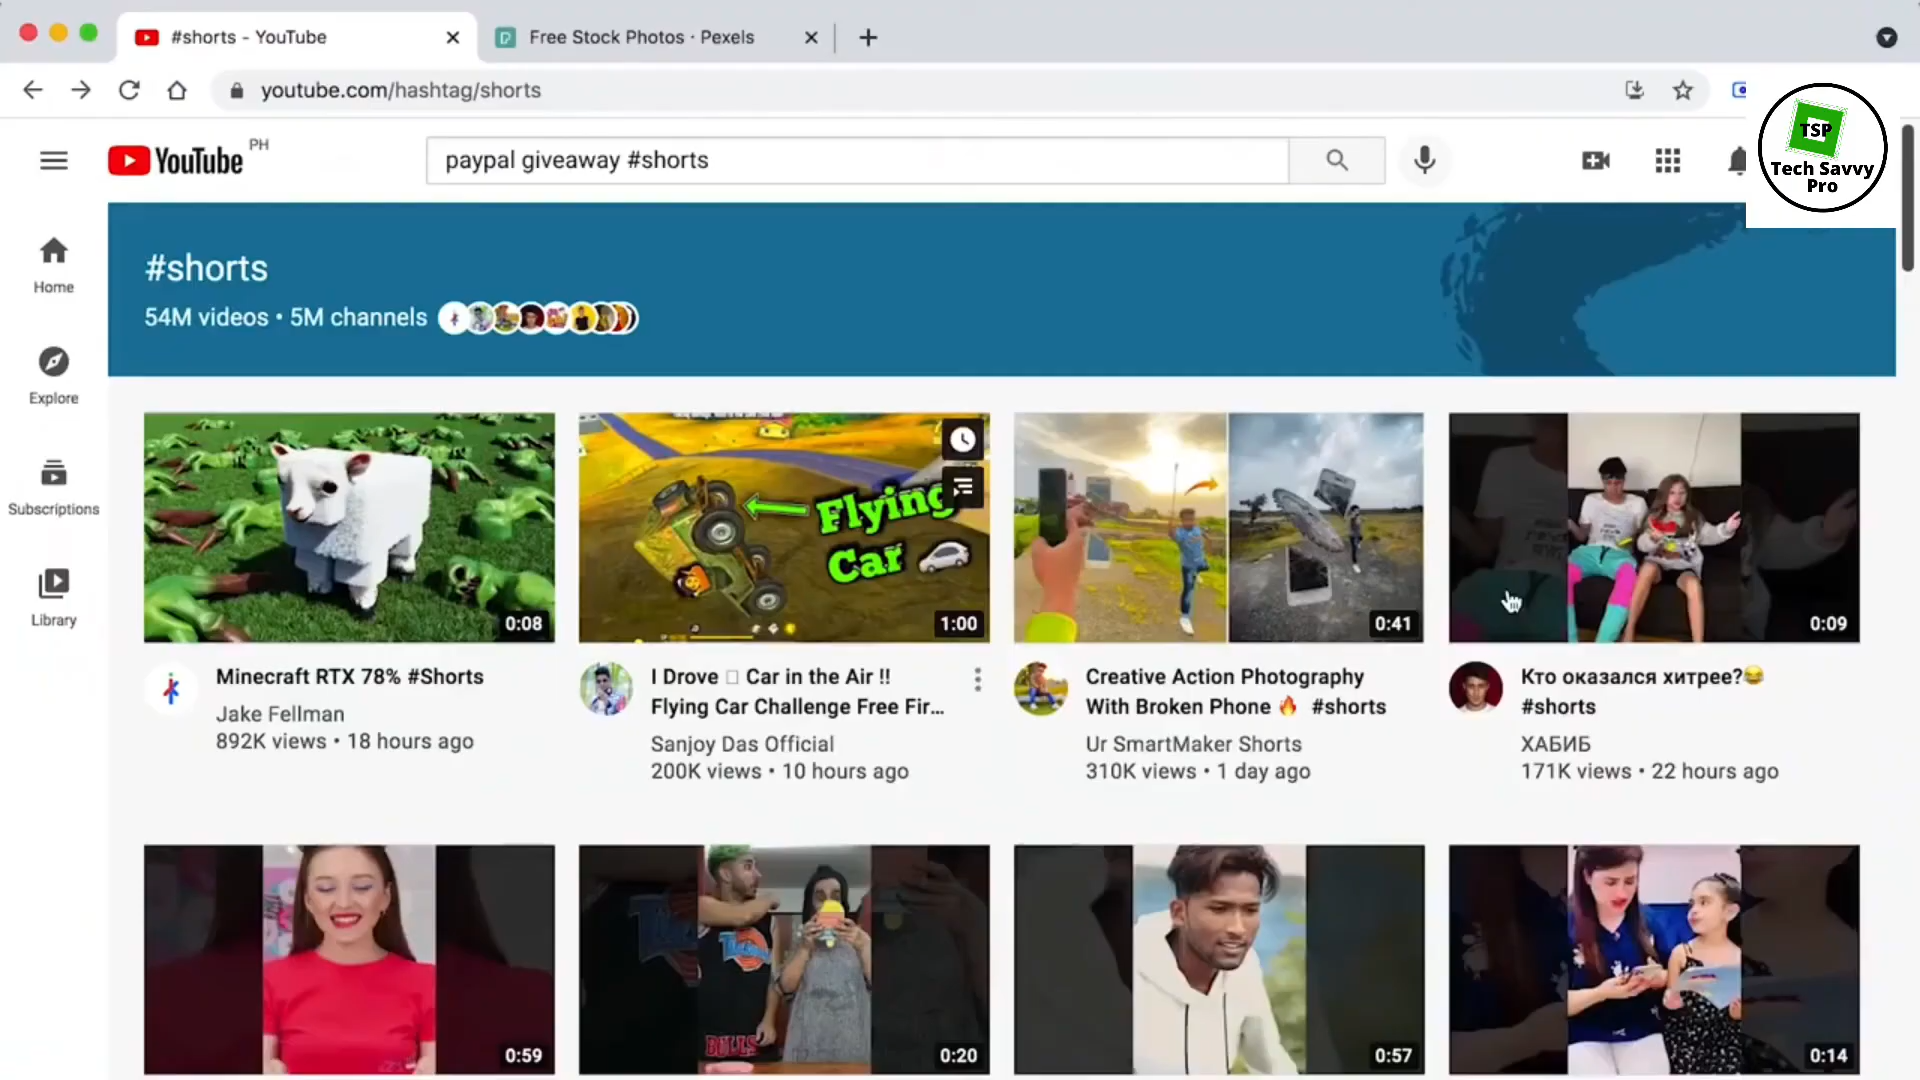 #shorts - YouTube
Free Stock Photos · Pexels
youtube.com/hashtag/shorts
YouTube PH
paypal giveaway #shorts
TSP
Tech Savvy
Pro
Home
Explore
Subscriptions
Library
#shorts
54M videos • 5M channels
0:08
Flying
Car
1:00
0:41
0:09
Minecraft RTX 78% #Shorts
Jake Fellman
892K views • 18 hours ago
I Drove □ Car in the Air !!
Flying Car Challenge Free Fir...
Sanjoy Das Official
200K views • 10 hours ago
Creative Action Photography
With Broken Phone 🔥 #shorts
Ur SmartMaker Shorts
310K views • 1 day ago
Кто оказался хитрее?😂
#shorts
ХАБИБ
171K views • 22 hours ago
0:59
BULLS
0:20
0:57
0:14